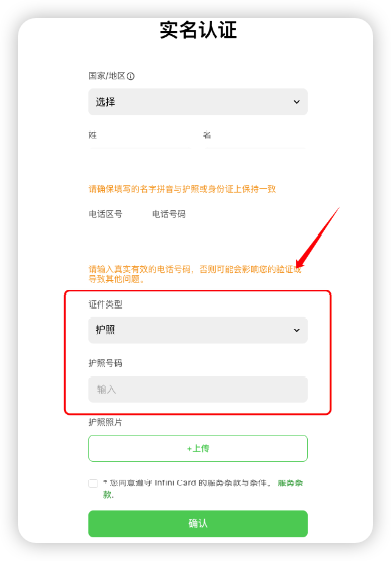 实名认证
国家/地区
选择
姓 名
请确保填写的名字拼音与护照或身份证上保持一致
电话区号 电话号码
请输入真实有效的电话号码，否则可能会影响您的验证或
导致其他问题。
证件类型
护照
护照号码
输入
护照照片
+上传
* 您同意遵守 Infini Card 的服务条款与条件。 服务条
款.
确认